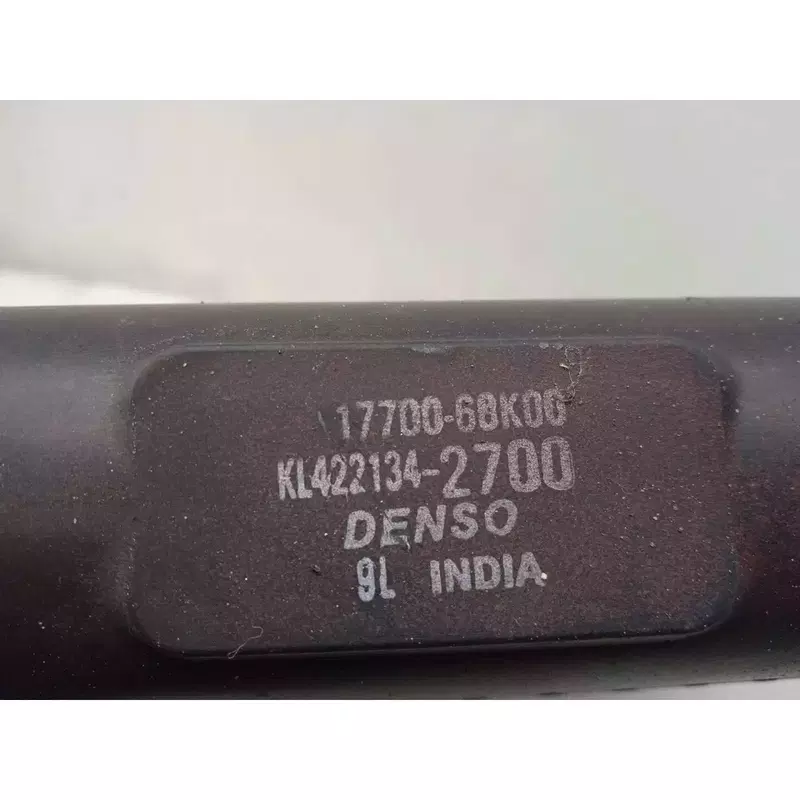 17700-68K00
KL422134-2700
DENSO
9L INDIA